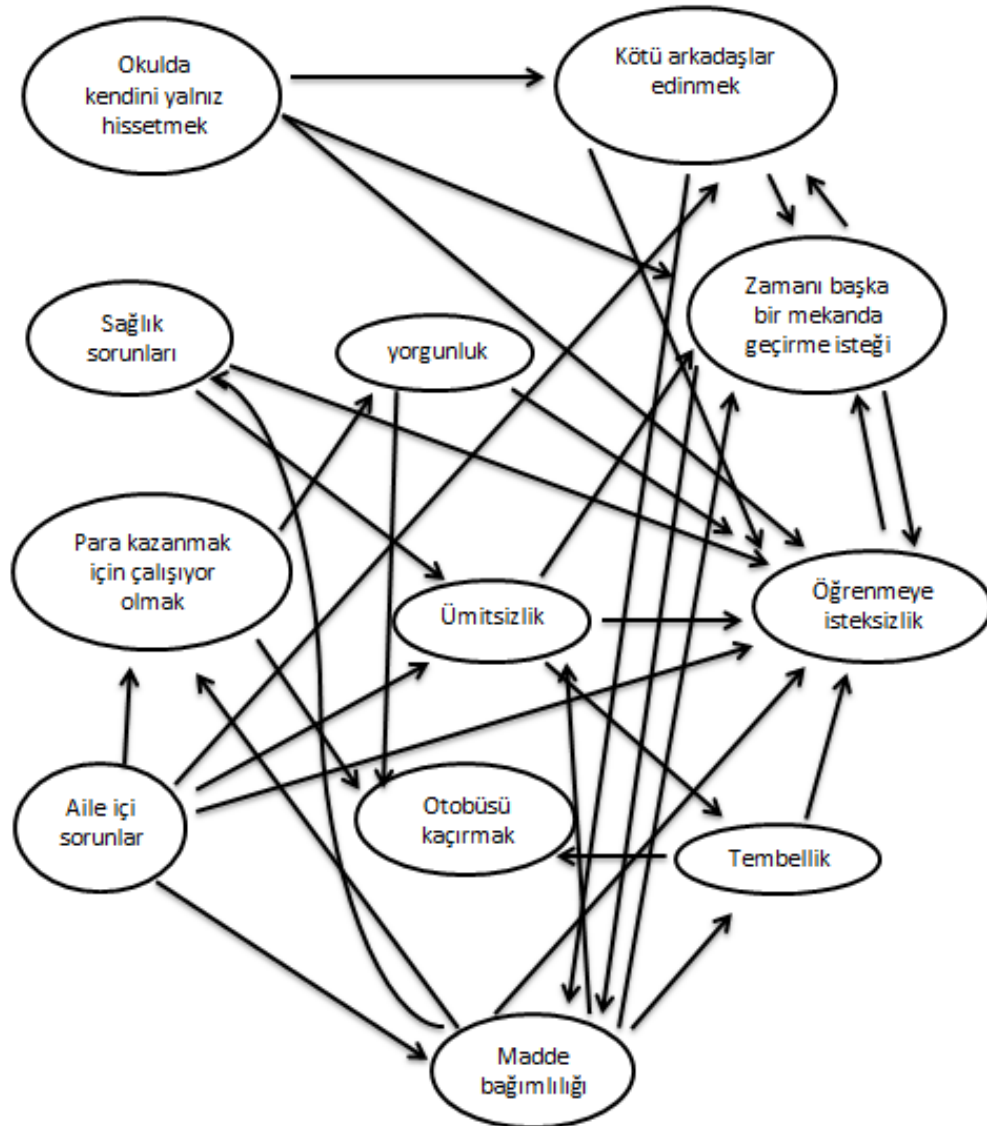 Okulda
kendini yalnız
hissetmek
Kötü arkadaşlar
edinmek
Sağlık
sorunları
yorgunluk
Zamanı başka
bir mekanda
geçirme isteği
Para kazanmak
için çalışıyor
olmak
Ümitsizlik
Öğrenmeye
isteksizlik
Aile içi
sorunlar
Otobüsü
kaçırmak
Tembellik
Madde
bağımlılığı